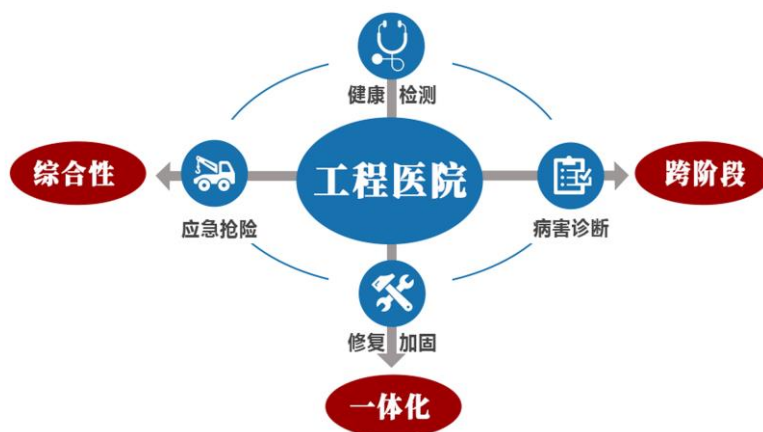 健康 检测
综合性
工程医院
跨阶段
应急抢险
病害诊断
修复 加固
一体化